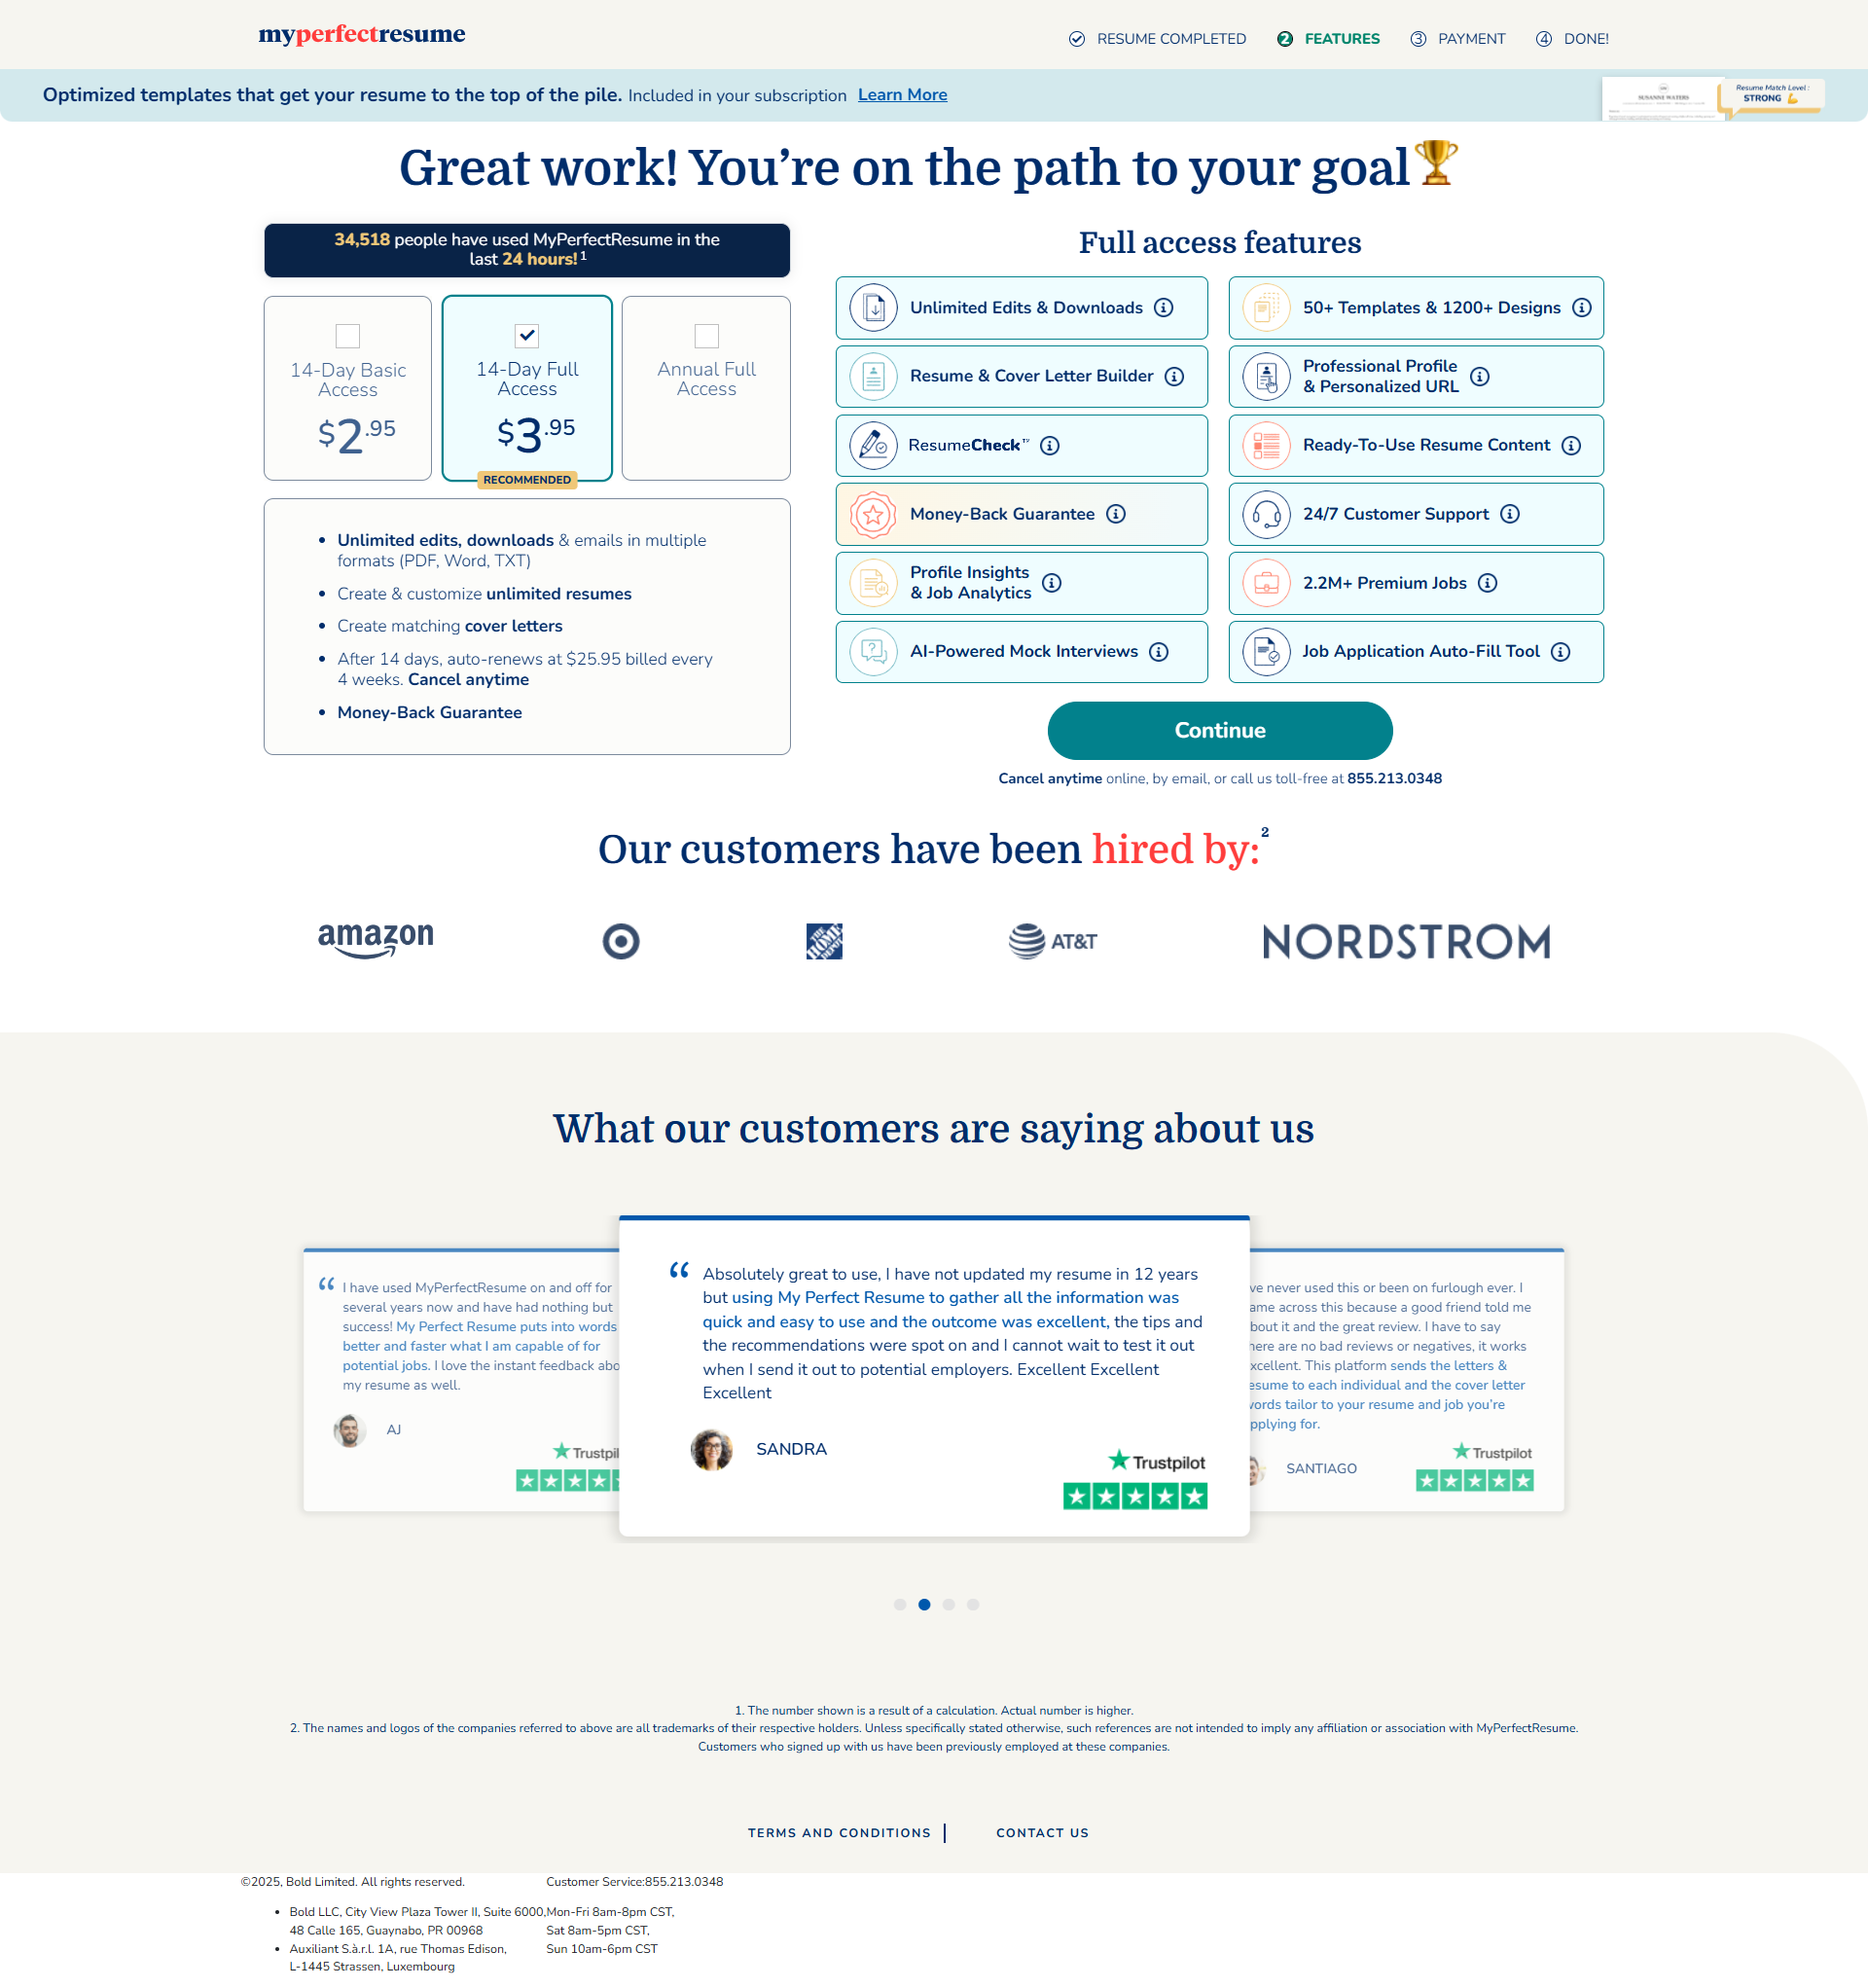 myperfectresume
RESUME COMPLETED
2 FEATURES
3 PAYMENT
4 DONE!
Optimized templates that get your resume to the top of the pile. Included in your subscription Learn More
SUSANNE WATERS
Resume Match Level :
STRONG
Great work! You’re on the path to your goal
34,518 people have used MyPerfectResume in the
last 24 hours! 1
14-Day Basic
Access
$2.95
14-Day Full
Access
$3.95
RECOMMENDED
Annual Full
Access
• Unlimited edits, downloads & emails in multiple
formats (PDF, Word, TXT)
• Create & customize unlimited resumes
• Create matching cover letters
• After 14 days, auto-renews at $25.95 billed every
4 weeks. Cancel anytime
• Money-Back Guarantee
Full access features
Unlimited Edits & Downloads
50+ Templates & 1200+ Designs
Resume & Cover Letter Builder
Professional Profile
& Personalized URL
ResumeCheck™
Ready-To-Use Resume Content
Money-Back Guarantee
24/7 Customer Support
Profile Insights
& Job Analytics
2.2M+ Premium Jobs
AI-Powered Mock Interviews
Job Application Auto-Fill Tool
Continue
Cancel anytime online, by email, or call us toll-free at 855.213.0348
Our customers have been hired by:2
amazon
THE HOME DEPOT
AT&T
NORDSTROM
What our customers are saying about us
“ I have used MyPerfectResume on and off for
several years now and have had nothing but
success! My Perfect Resume puts into words
better and faster what I am capable of for
potential jobs. I love the instant feedback abo
my resume as well.
AJ
Trustpil
“ Absolutely great to use, I have not updated my resume in 12 years
but using My Perfect Resume to gather all the information was
quick and easy to use and the outcome was excellent, the tips and
the recommendations were spot on and I cannot wait to test it out
when I send it out to potential employers. Excellent Excellent
Excellent
SANDRA
Trustpilot
ve never used this or been on furlough ever. I
ame across this because a good friend told me
bout it and the great review. I have to say
here are no bad reviews or negatives, it works
xcellent. This platform sends the letters &
esume to each individual and the cover letter
vords tailor to your resume and job you’re
pplying for.
SANTIAGO
Trustpilot
1. The number shown is a result of a calculation. Actual number is higher.
2. The names and logos of the companies referred to above are all trademarks of their respective holders. Unless specifically stated otherwise, such references are not intended to imply any affiliation or association with MyPerfectResume.
Customers who signed up with us have been previously employed at these companies.
TERMS AND CONDITIONS
CONTACT US
©2025, Bold Limited. All rights reserved.
• Bold LLC, City View Plaza Tower II, Suite 6000,
48 Calle 165, Guaynabo, PR 00968
• Auxiliant S.à.r.l. 1A, rue Thomas Edison,
L-1445 Strassen, Luxembourg
Customer Service:855.213.0348
Mon-Fri 8am-8pm CST,
Sat 8am-5pm CST,
Sun 10am-6pm CST